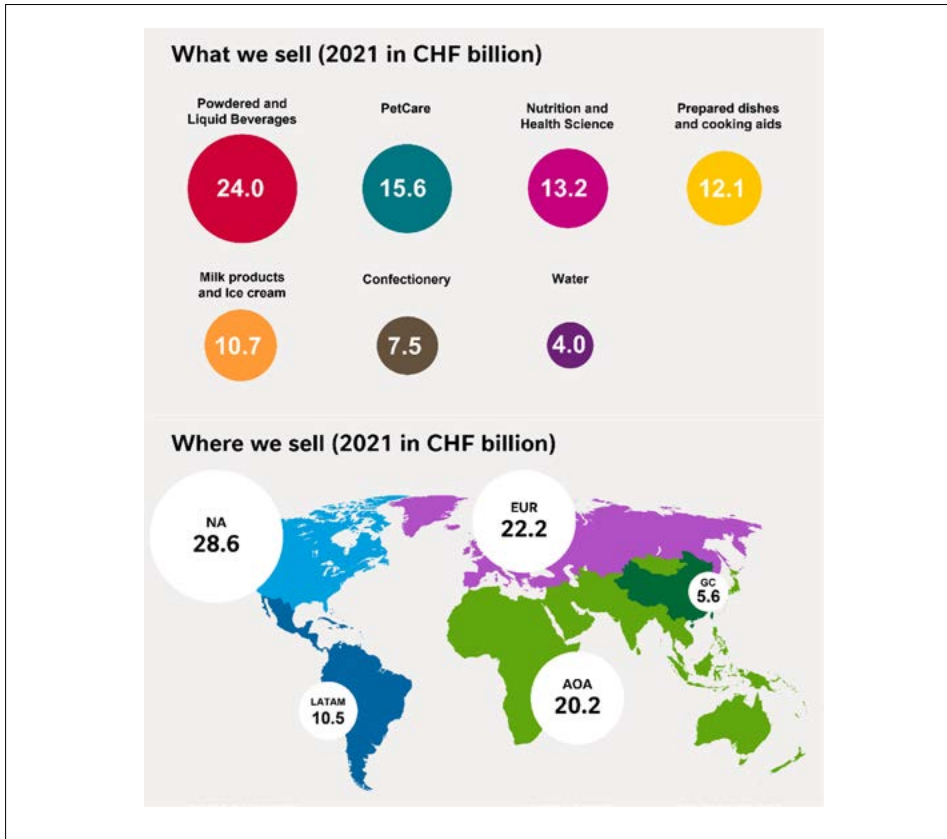 What we sell (2021 in CHF billion)
Powdered and
Liquid Beverages
24.0
PetCare
15.6
Nutrition and
Health Science
13.2
Prepared dishes
and cooking aids
12.1
Milk products
and Ice cream
10.7
Confectionery
7.5
Water
4.0
Where we sell (2021 in CHF billion)
NA
28.6
EUR
22.2
GC
5.6
LATAM
10.5
AOA
20.2